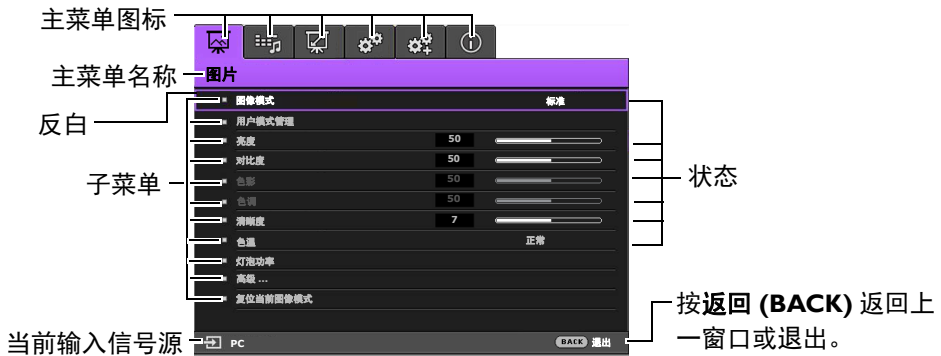 主菜单图标
主菜单名称
图片
反白
图像模式 标准
用户模式管理
亮度 50
对比度 50
子菜单
状态
色彩 50
色调 50
清晰度 7
色温 正常
灯泡功率
高级 ...
复位当前图像模式
按返回 (BACK) 返回上
一窗口或退出。
当前输入信号源
PC
BACK 退出